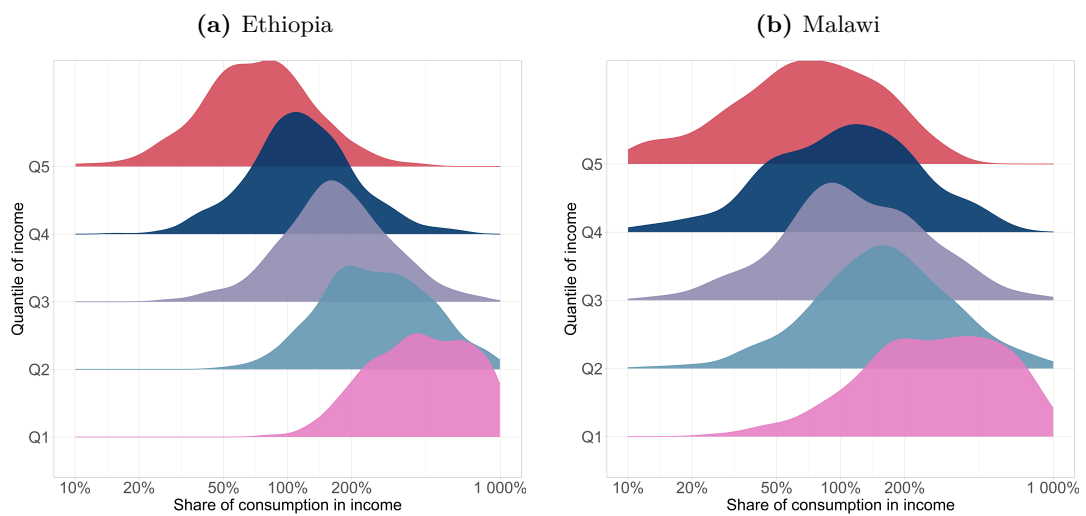 (a) Ethiopia
Quantile of income
Q5
Q4
Q3
Q2
Q1
10% 20% 50% 100% 200% 1 000%
Share of consumption in income
(b) Malawi
Quantile of income
Q5
Q4
Q3
Q2
Q1
10% 20% 50% 100% 200% 1 000%
Share of consumption in income